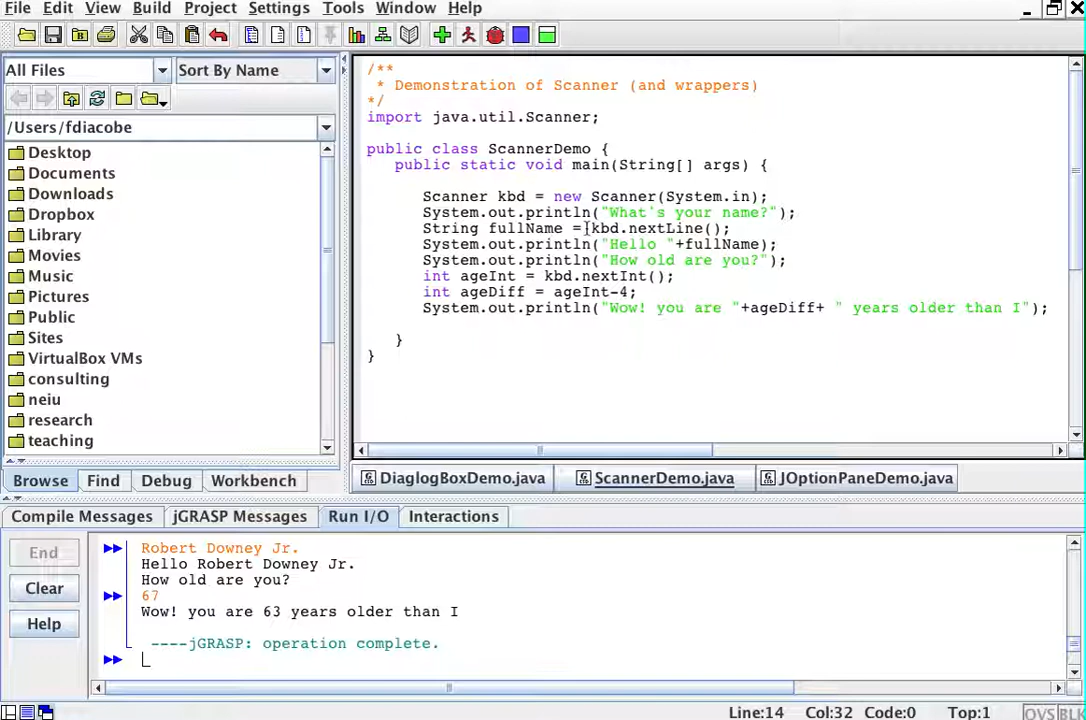 File Edit View Build Project Settings Tools Window Help
All Files Sort By Name
/Users/fdiacobe
Desktop
Documents
Downloads
Dropbox
Library
Movies
Music
Pictures
Public
Sites
VirtualBox VMs
consulting
neiu
research
teaching
Browse Find Debug Workbench
/**
* Demonstration of Scanner (and wrappers)
*/
import java.util.Scanner;
public class ScannerDemo {
public static void main(String[] args) {
Scanner kbd = new Scanner(System.in);
System.out.println("What's your name?");
String fullName = kbd.nextLine();
System.out.println("Hello "+fullName);
System.out.println("How old are you?");
int ageInt = kbd.nextInt();
int ageDiff = ageInt-4;
System.out.println("Wow! you are "+ageDiff+ " years older than I");
}
}
DiaglogBoxDemo.java ScannerDemo.java JOptionPaneDemo.java
Compile Messages jGRASP Messages Run I/O Interactions
End
Clear
Help
Robert Downey Jr.
Hello Robert Downey Jr.
How old are you?
67
Wow! you are 63 years older than I
----jGRASP: operation complete.
Line:14 Col:32 Code:0 Top:1 OVS BLK